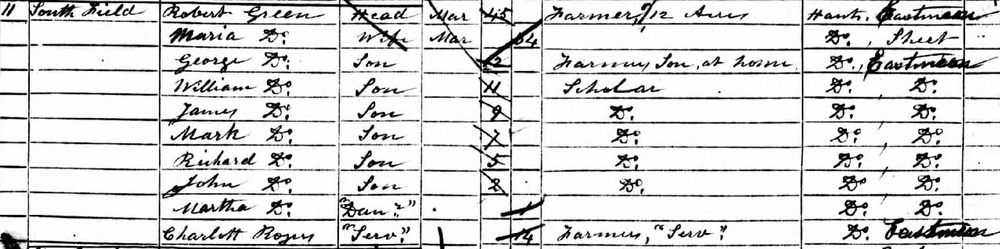 11 South Field Robert Green Head Mar 45 Farmer, 12 Acres Hants. Eastmeon
Maria Do. Wife Mar Do. , Sheet
George Do. Son 12 Farmers Son, at home. Do. , Eastmeon
William Do. Son 11 Scholar Do. , Do.
James Do. Son 9 Do. Do. , Do.
Mark Do. Son 7 Do. Do. , Do.
Richard Do. Son 5 Do. Do. , Do.
John Do. Son 2 Do. Do. , Do.
Martha Do. "Daur." 1 Do. Do.
Charlott Roges "Serv." 14 Farmers, "Serv". Do. Eastmeon